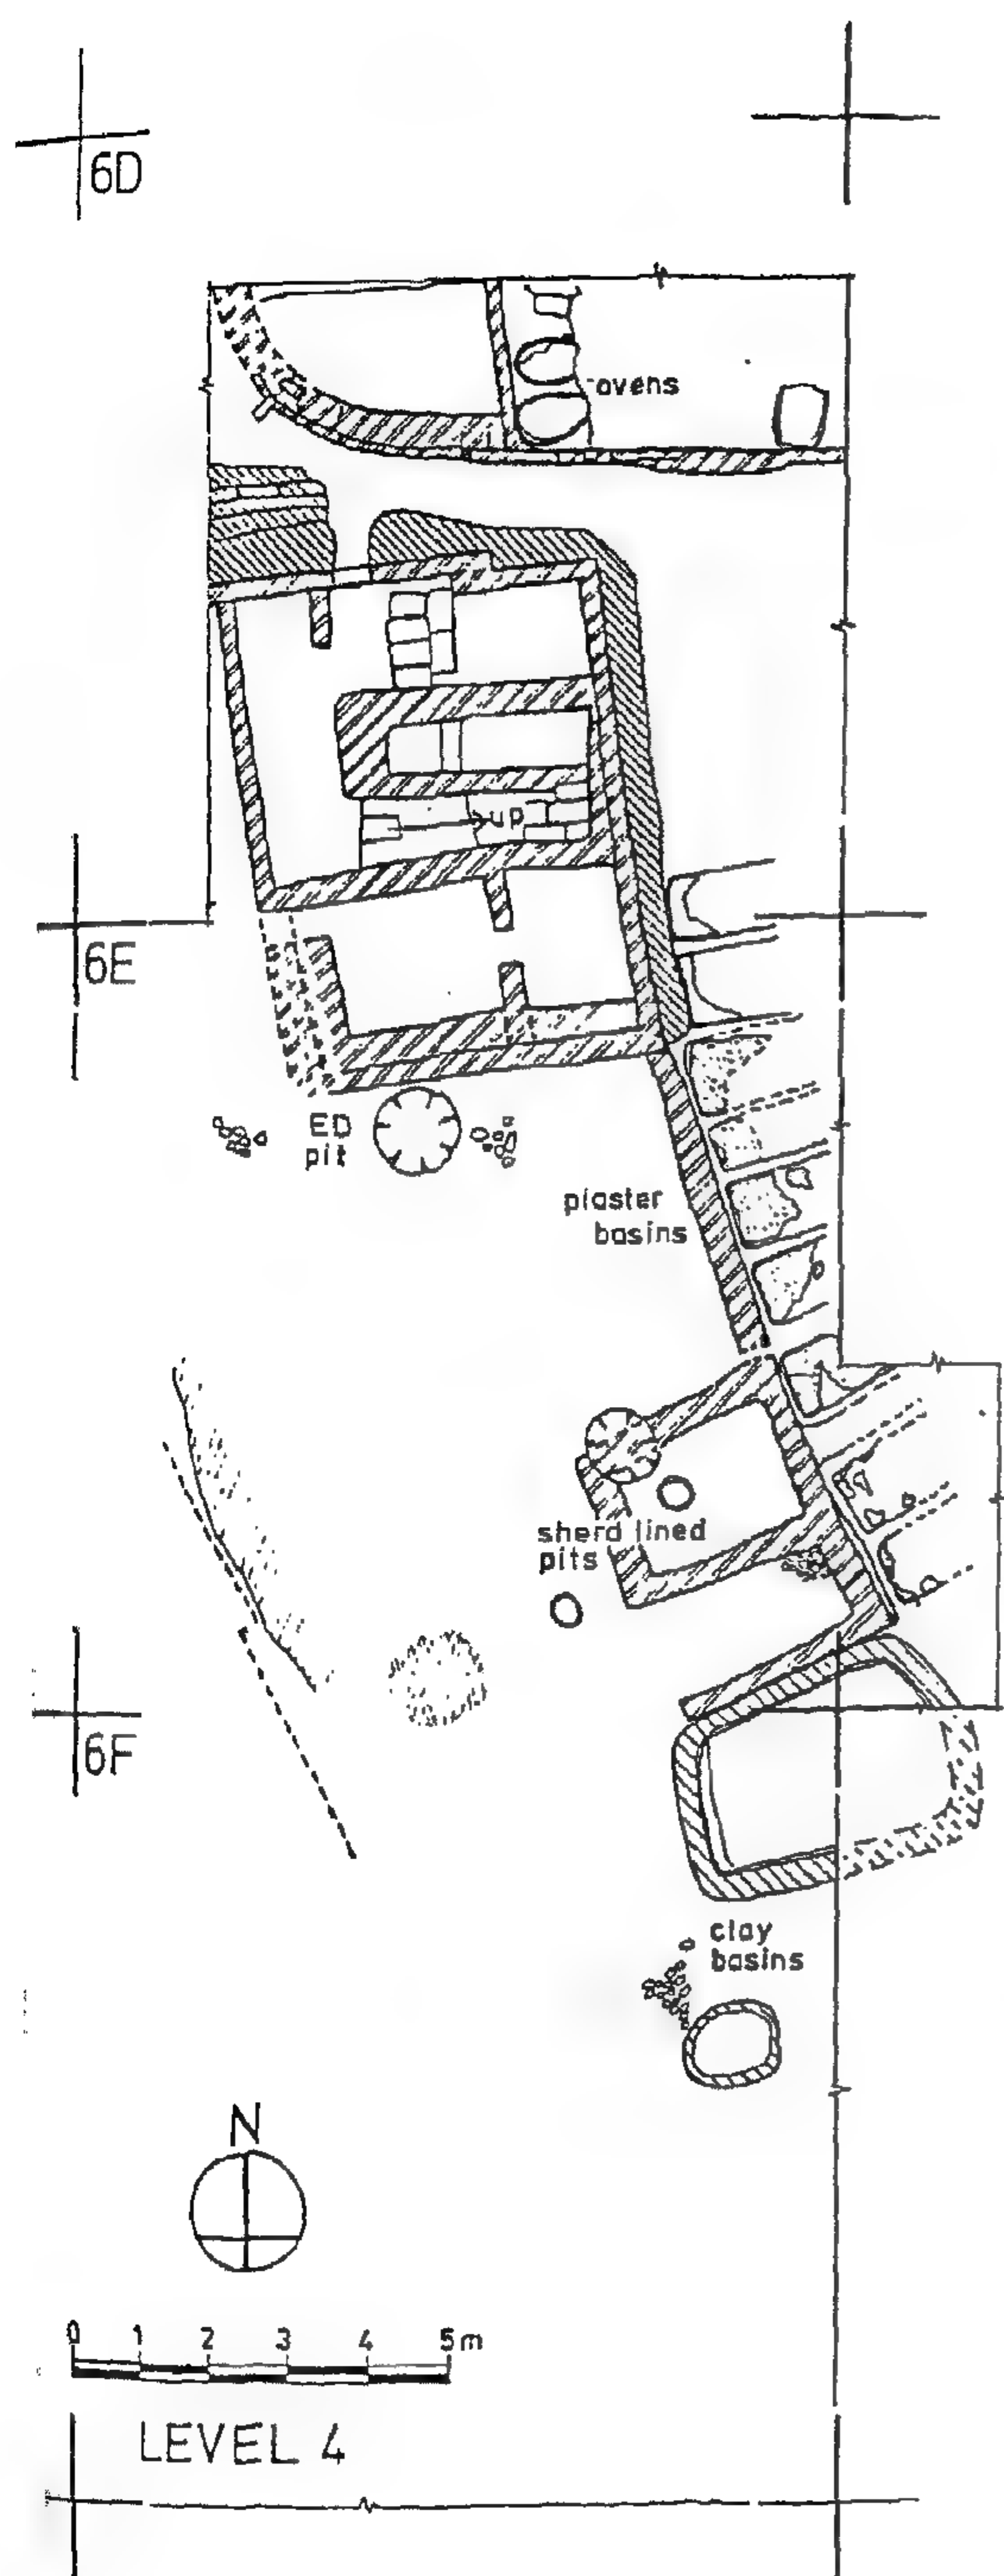 6D
ovens
up
6E
ED
pit
plaster
basins
sherd lined
pits
6F
clay
basins
N
0 1 2 3 4 5m
LEVEL 4